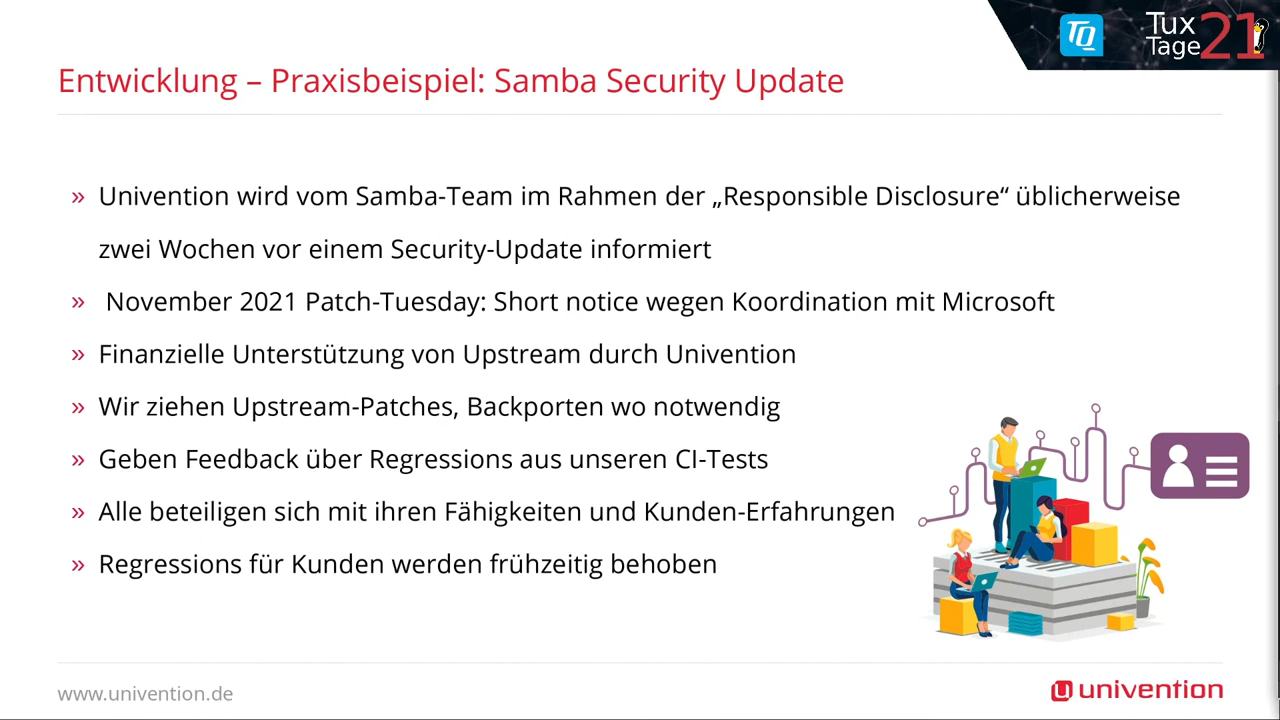 TQ
Tux
Tage 21
Entwicklung – Praxisbeispiel: Samba Security Update
» Univention wird vom Samba-Team im Rahmen der „Responsible Disclosure“ üblicherweise
zwei Wochen vor einem Security-Update informiert
» November 2021 Patch-Tuesday: Short notice wegen Koordination mit Microsoft
» Finanzielle Unterstützung von Upstream durch Univention
» Wir ziehen Upstream-Patches, Backporten wo notwendig
» Geben Feedback über Regressions aus unseren CI-Tests
» Alle beteiligen sich mit ihren Fähigkeiten und Kunden-Erfahrungen
» Regressions für Kunden werden frühzeitig behoben
www.univention.de
univention